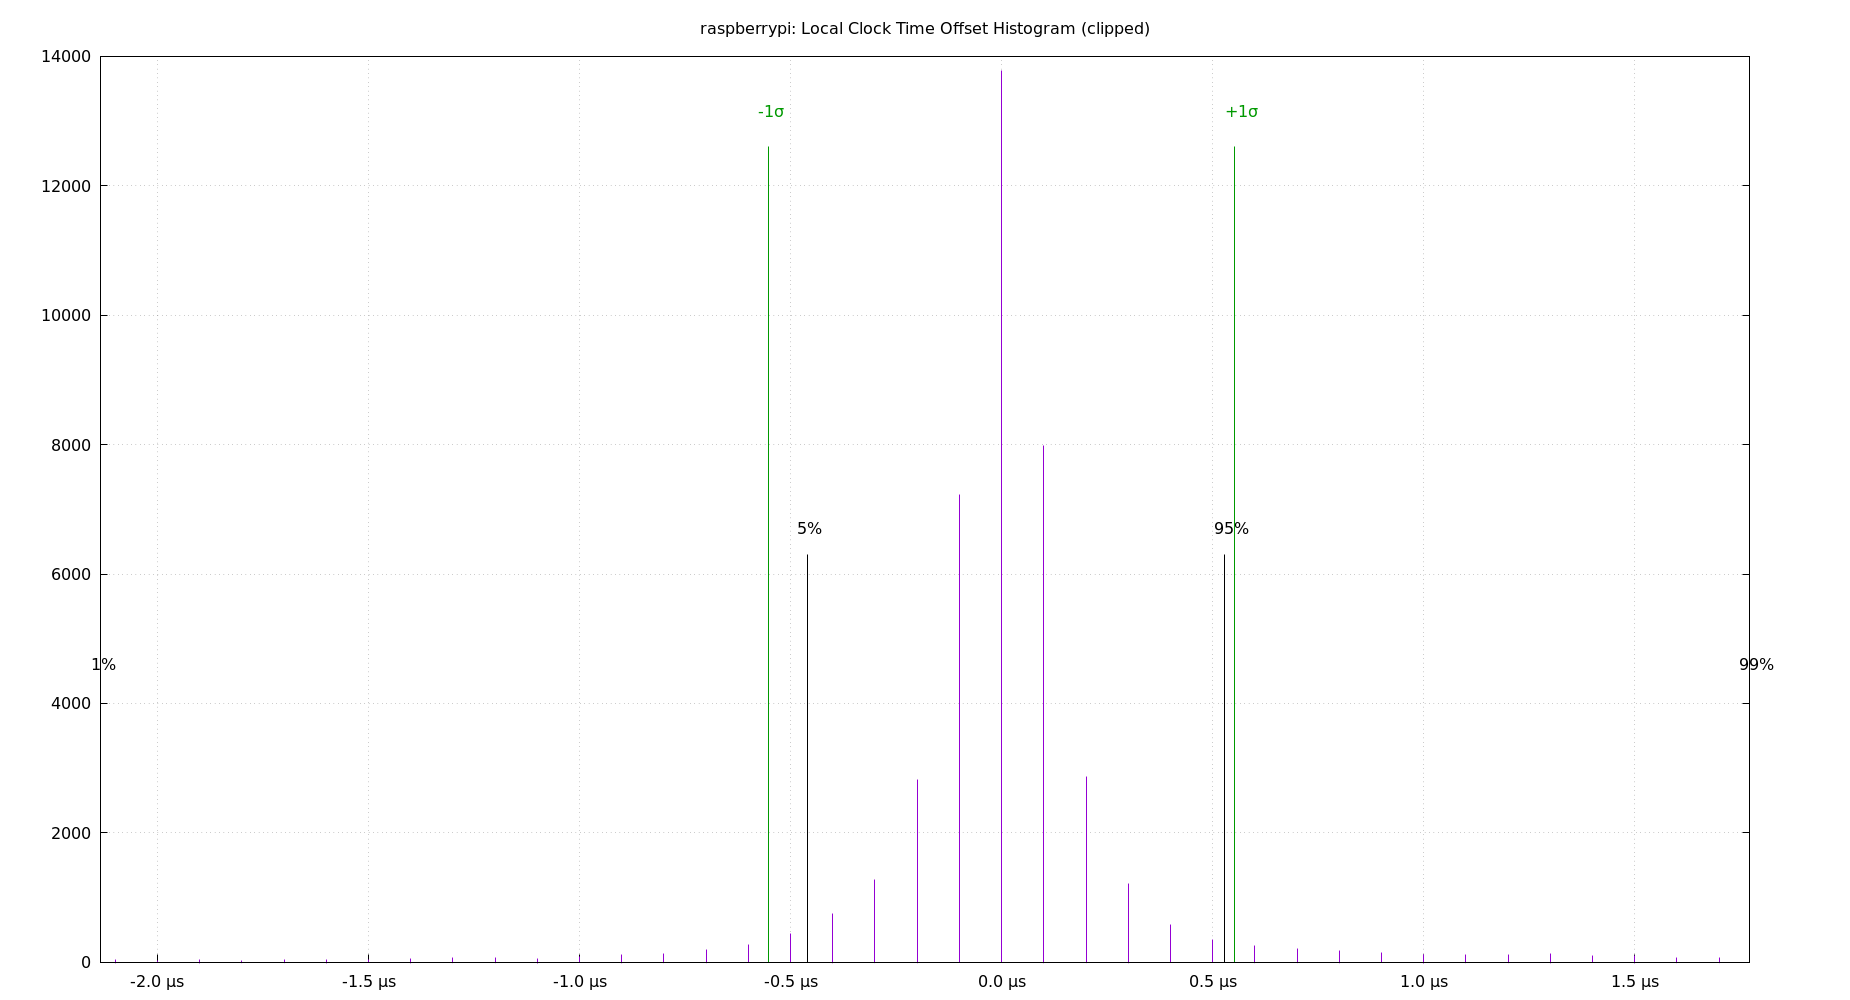 raspberrypi: Local Clock Time Offset Histogram (clipped)
14000
-1σ
+1σ
12000
10000
8000
5%
95%
6000
1%
99%
4000
2000
0
-2.0 µs
-1.5 µs
-1.0 µs
-0.5 µs
0.0 µs
0.5 µs
1.0 µs
1.5 µs